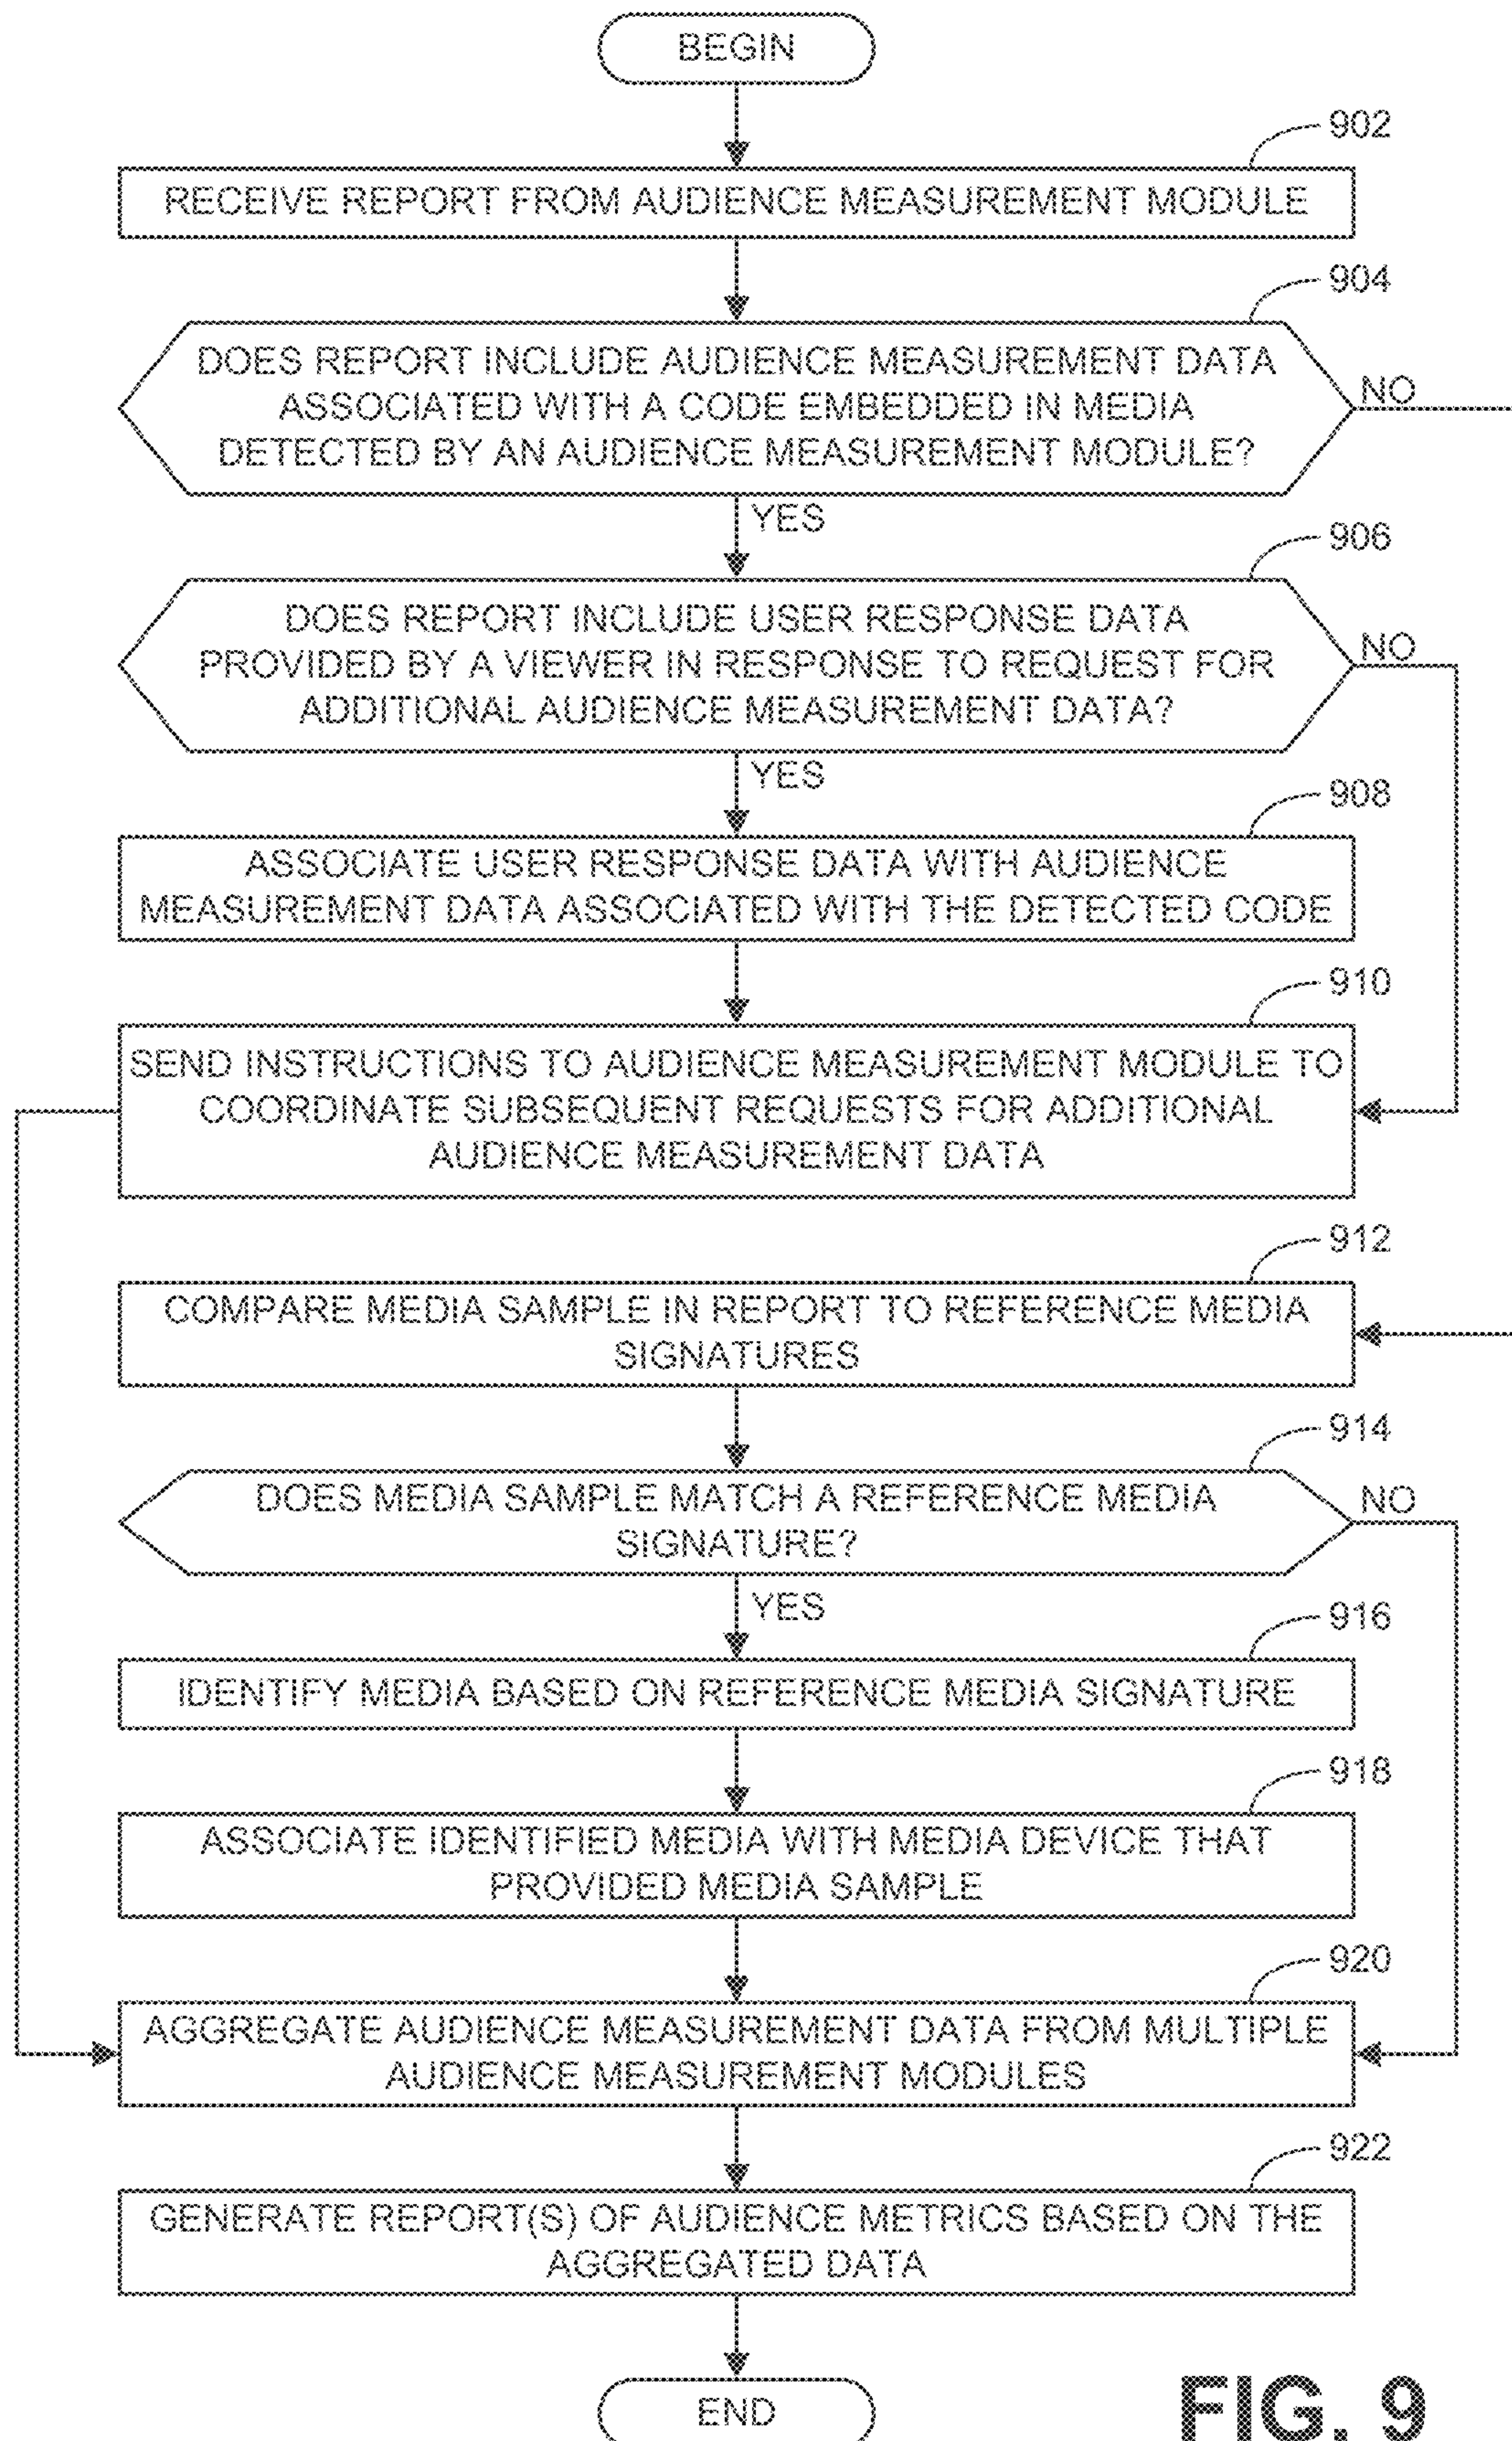 BEGIN
902
RECEIVE REPORT FROM AUDIENCE MEASUREMENT MODULE
904
DOES REPORT INCLUDE AUDIENCE MEASUREMENT DATA
ASSOCIATED WITH A CODE EMBEDDED IN MEDIA
DETECTED BY AN AUDIENCE MEASUREMENT MODULE?
NO
YES
906
DOES REPORT INCLUDE USER RESPONSE DATA
PROVIDED BY A VIEWER IN RESPONSE TO REQUEST FOR
ADDITIONAL AUDIENCE MEASUREMENT DATA?
NO
YES
908
ASSOCIATE USER RESPONSE DATA WITH AUDIENCE
MEASUREMENT DATA ASSOCIATED WITH THE DETECTED CODE
910
SEND INSTRUCTIONS TO AUDIENCE MEASUREMENT MODULE TO
COORDINATE SUBSEQUENT REQUESTS FOR ADDITIONAL
AUDIENCE MEASUREMENT DATA
912
COMPARE MEDIA SAMPLE IN REPORT TO REFERENCE MEDIA
SIGNATURES
914
DOES MEDIA SAMPLE MATCH A REFERENCE MEDIA
SIGNATURE?
NO
YES
916
IDENTIFY MEDIA BASED ON REFERENCE MEDIA SIGNATURE
918
ASSOCIATE IDENTIFIED MEDIA WITH MEDIA DEVICE THAT
PROVIDED MEDIA SAMPLE
920
AGGREGATE AUDIENCE MEASUREMENT DATA FROM MULTIPLE
AUDIENCE MEASUREMENT MODULES
922
GENERATE REPORT(S) OF AUDIENCE METRICS BASED ON THE
AGGREGATED DATA
END
FIG. 9